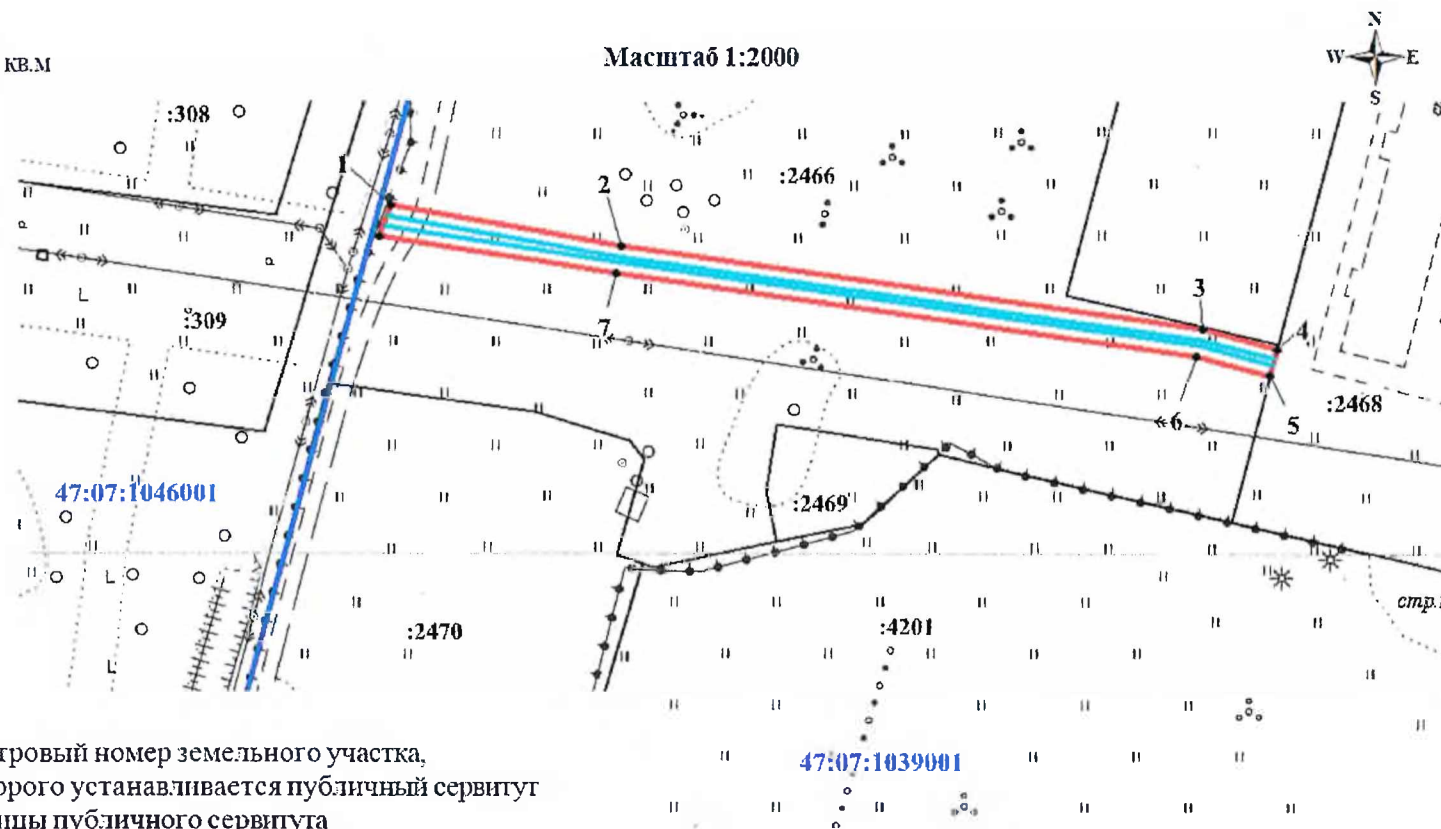 N
Масштаб 1:2000
W E
КВ.М
S
:308
1
2
:2466
3
4
:309
7
:2468
6
5
47:07:1046001
:2469
L
L
L
стр.
:2470
:4201
тровый номер земельного участка,
47:07:1039001
орого устанавливается публичный сервитут
ицы публичного сервитута